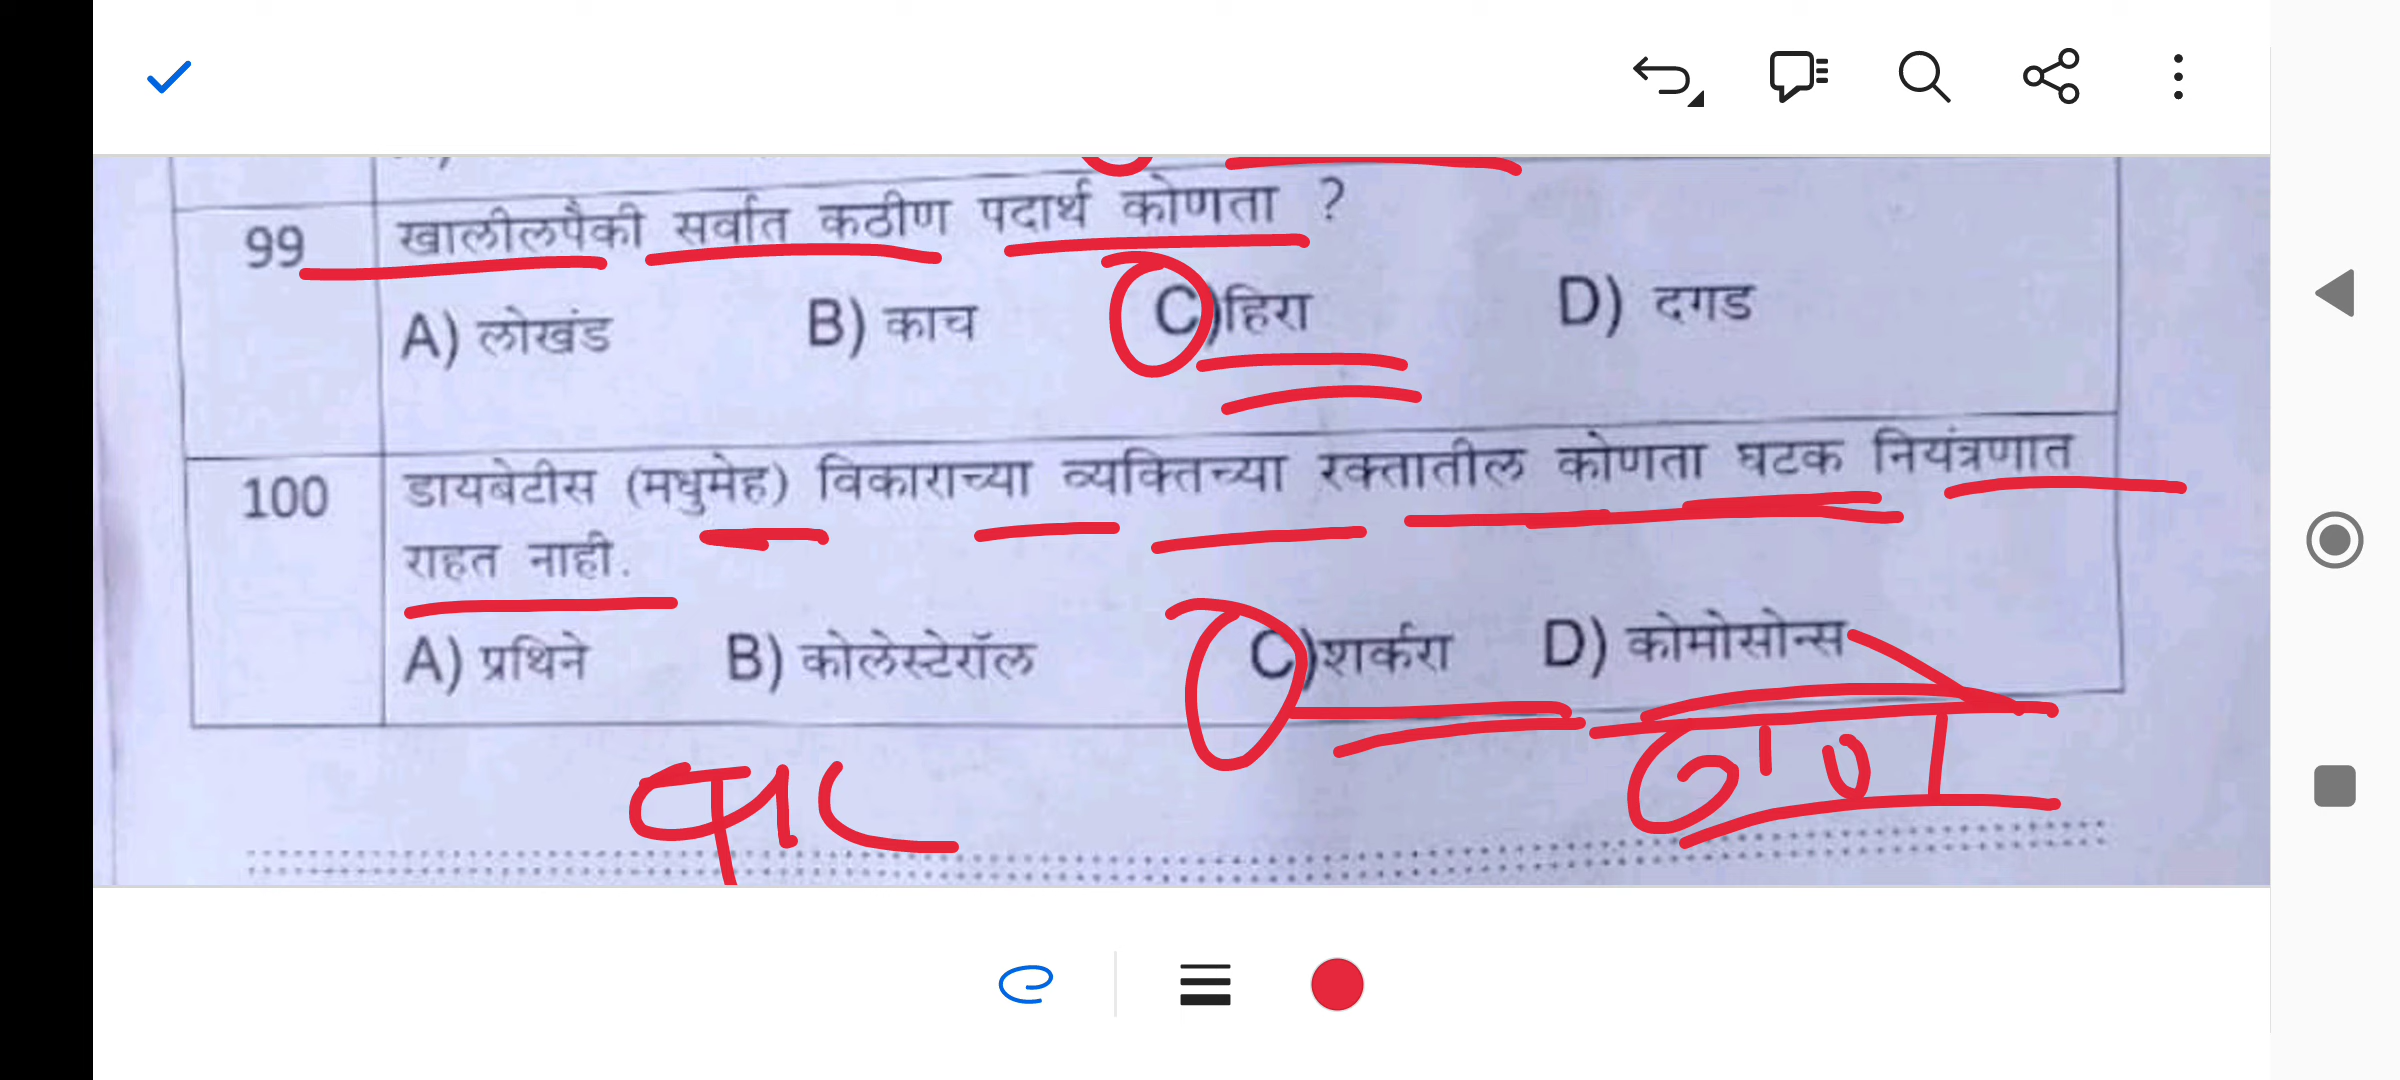 99 खालीलपैकी सर्वात कठीण पदार्थ कोणता ?
A) लोखंड B) काच C) हिरा D) दगड
100 डायबेटीस (मधुमेह) विकाराच्या व्यक्तिच्या रक्तातील कोणता घटक नियंत्रणात
राहत नाही.
A) प्रथिने B) कोलेस्टेरॉल C) शर्करा D) कोमोसोन्स